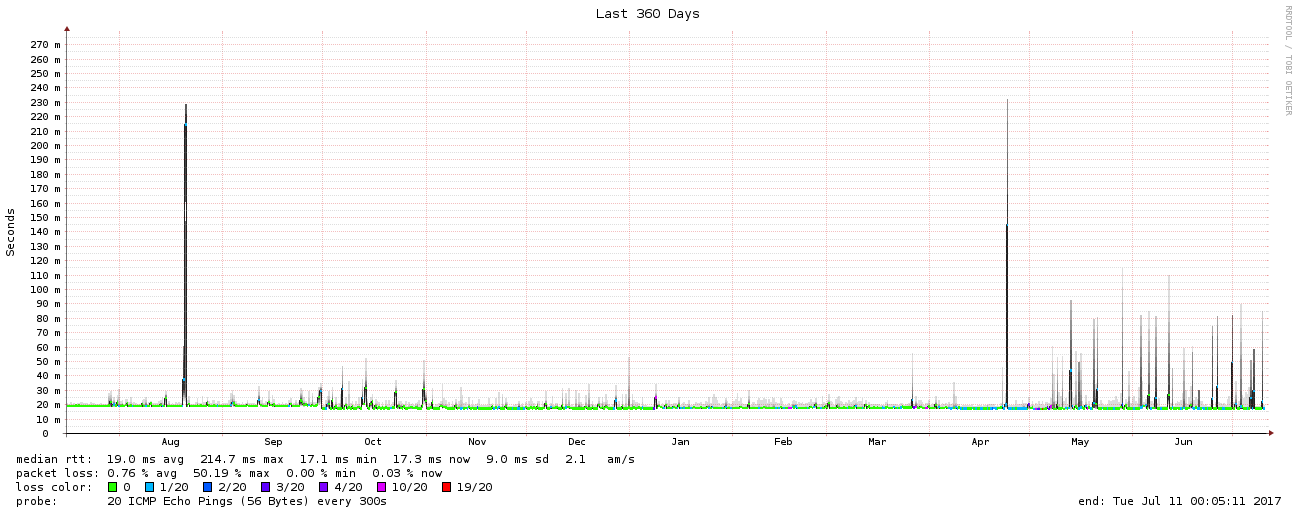 Last 360 Days
RRDTOOL / TOBI OETIKER
Seconds
270 m
260 m
250 m
240 m
230 m
220 m
210 m
200 m
190 m
180 m
170 m
160 m
150 m
140 m
130 m
120 m
110 m
100 m
90 m
80 m
70 m
60 m
50 m
40 m
30 m
20 m
10 m
0
Aug Sep Oct Nov Dec Jan Feb Mar Apr May Jun
median rtt: 19.0 ms avg 214.7 ms max 17.1 ms min 17.3 ms now 9.0 ms sd 2.1 am/s
packet loss: 0.76 % avg 50.19 % max 0.00 % min 0.03 % now
loss color: 0 1/20 2/20 3/20 4/20 10/20 19/20
probe: 20 ICMP Echo Pings (56 Bytes) every 300s end: Tue Jul 11 00:05:11 2017